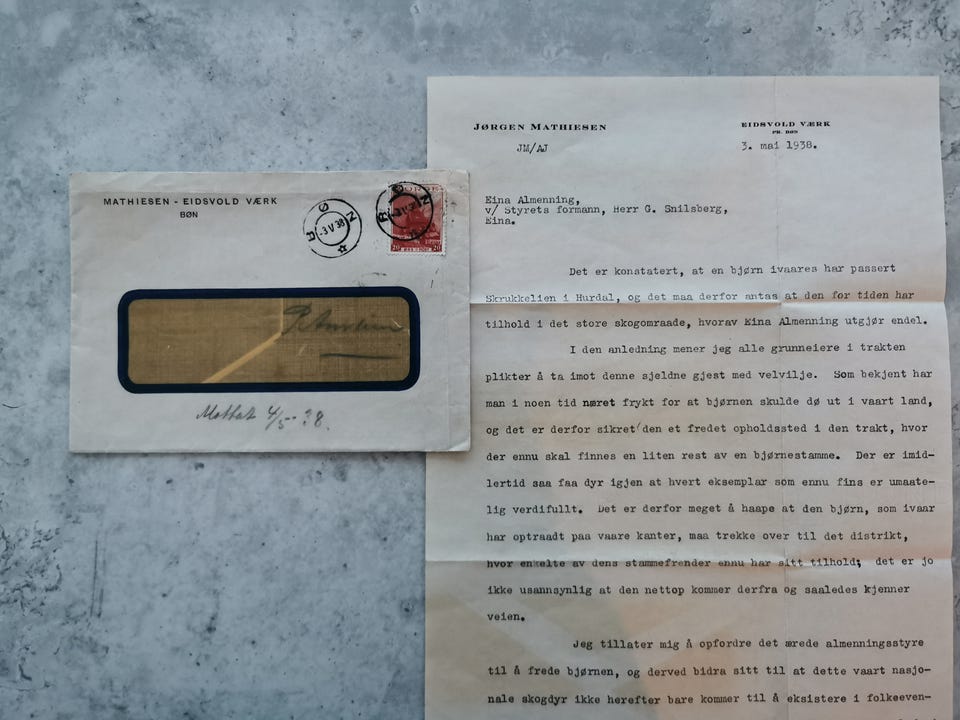 MATHIESEN - EIDSVOLD VÆRK
BØN
BØN
-3 V 38
NORGE
BØN
-3 V 38
20 20
Mottat 4/5-38.
JØRGEN MATHIESEN
EIDSVOLD VÆRK
PR. BØN
JM/AJ
3. mai 1938.
Eina Almenning,
v/ Styrets formann, Herr G. Snilsberg,
Eina.
Det er konstatert, at en bjørn ivaares har passert
Skrukkelien i Hurdal, og det maa derfor antas at den for tiden har
tilhold i det store skogomraade, hvorav Eina Almenning utgjør endel.
I den anledning mener jeg alle grunneiere i trakten
plikter å ta imot denne sjeldne gjest med velvilje. Som bekjent har
man i noen tid næret frykt for at bjørnen skulde dø ut i vaart land,
og det er derfor sikret den et fredet opholdssted i den trakt, hvor
der ennu skal finnes en liten rest av en bjørnestamme. Der er imid-
lertid saa faa dyr igjen at hvert eksemplar som ennu fins er umaate-
lig verdifullt. Det er derfor meget å haape at den bjørn, som ivaar
har optraadt paa vaare kanter, maa trekke over til det distrikt,
hvor enkelte av dens stammefrender ennu har sitt tilhold; det er jo
ikke usannsynlig at den nettop kommer derfra og saaledes kjenner
veien.
Jeg tillater mig å opfordre det ærede almenningsstyre
til å frede bjørnen, og derved bidra sitt til at dette vaart nasjo-
nale skogdyr ikke herefter bare kommer til å eksistere i folkeeven-